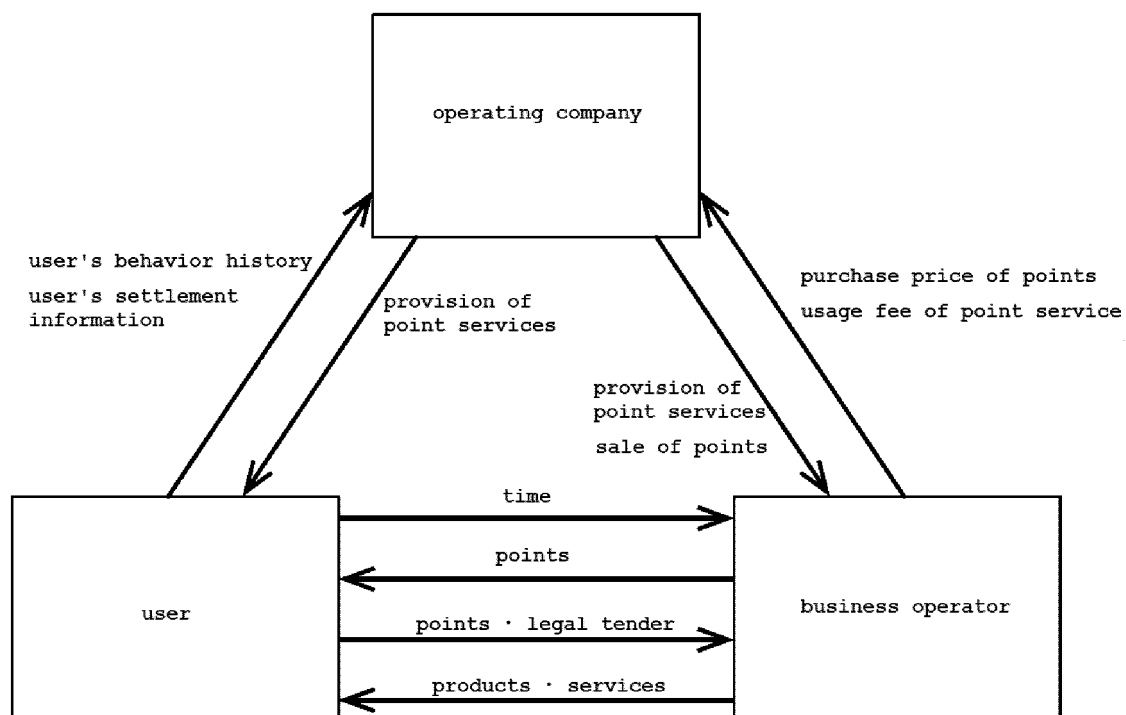 operating company
user's behavior history
user's settlement
information
provision of
point services
purchase price of points
usage fee of point service
provision of
point services
sale of points
time
points
points · legal tender
products · services
user
business operator